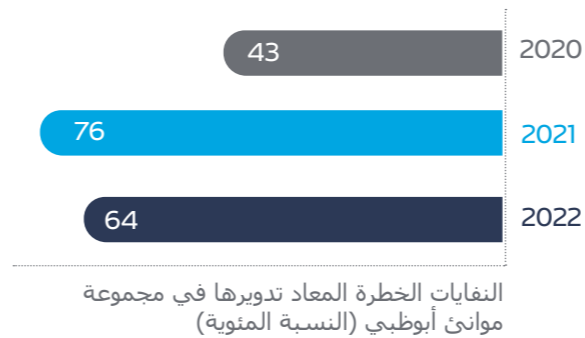 2020 43
2021 76
2022 64
النفايات الخطرة المعاد تدويرها في مجموعة
موانئ أبوظبي (النسبة المئوية)